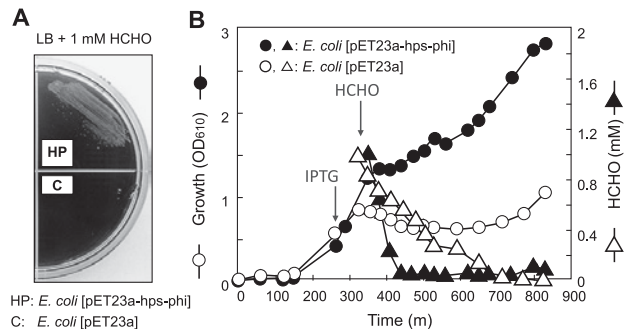 A
LB + 1 mM HCHO
HP
C
HP: E. coli [pET23a-hps-phi]
C: E. coli [pET23a]
B
●, ▲: E. coli [pET23a-hps-phi]
○, △: E. coli [pET23a]
HCHO
IPTG
Growth (OD610)
3
2
1
0
HCHO (mM)
2
1.6
1.2
0.8
0.4
0
0 100 200 300 400 500 600 700 800 900
Time (m)